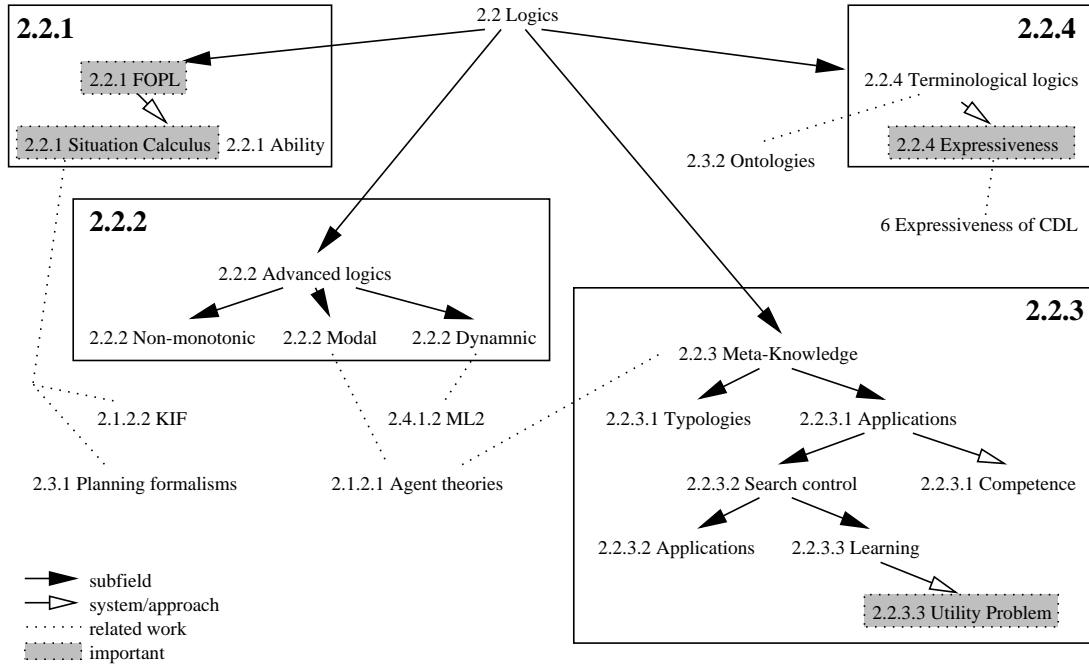 2.2 Logics
2.2.1
2.2.1 FOPL
2.2.1 Situation Calculus
2.2.1 Ability
2.2.4
2.2.4 Terminological logics
2.2.4 Expressiveness
2.3.2 Ontologies
6 Expressiveness of CDL
2.2.2
2.2.2 Advanced logics
2.2.2 Non-monotonic
2.2.2 Modal
2.2.2 Dynamnic
2.2.3
2.2.3 Meta-Knowledge
2.2.3.1 Typologies
2.2.3.1 Applications
2.2.3.2 Search control
2.2.3.1 Competence
2.2.3.2 Applications
2.2.3.3 Learning
2.2.3.3 Utility Problem
2.1.2.2 KIF
2.4.1.2 ML2
2.3.1 Planning formalisms
2.1.2.1 Agent theories
subfield
system/approach
related work
important